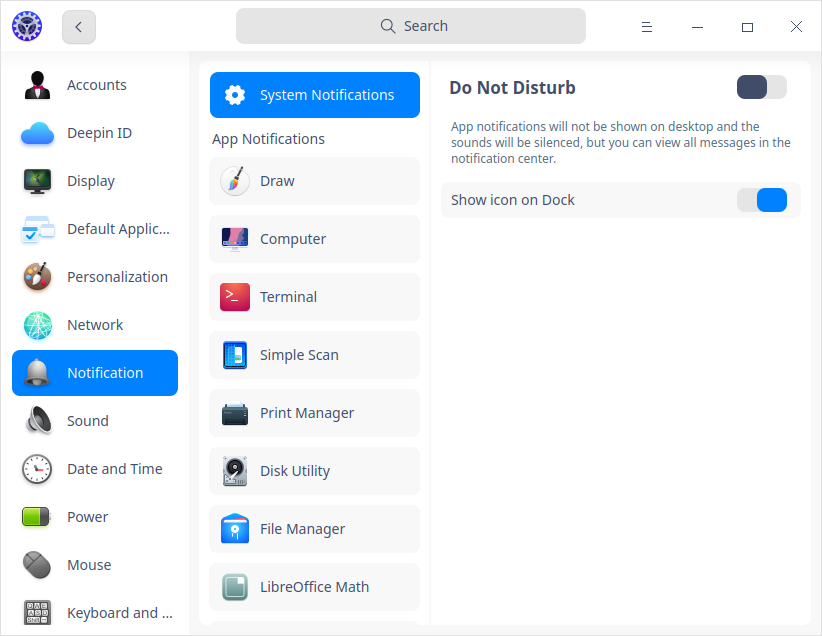 Search
Accounts
Deepin ID
Display
Default Applic...
Personalization
Network
Notification
Sound
Date and Time
Power
Mouse
Keyboard and ...
System Notifications
App Notifications
Draw
Computer
Terminal
Simple Scan
Print Manager
Disk Utility
File Manager
LibreOffice Math
Do Not Disturb
App notifications will not be shown on desktop and the
sounds will be silenced, but you can view all messages in the
notification center.
Show icon on Dock